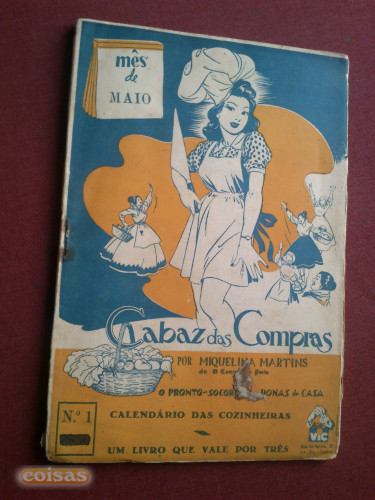 mês
de
MAIO
Cabaz das Compras
POR MIQUELINA MARTINS
de O
O PRONTO-SOCORRO DONAS de CASA
Nº 1
CALENDÁRIO DAS COZINHEIRAS
VIC
UM LIVRO QUE VALE POR TRÊS
coisas